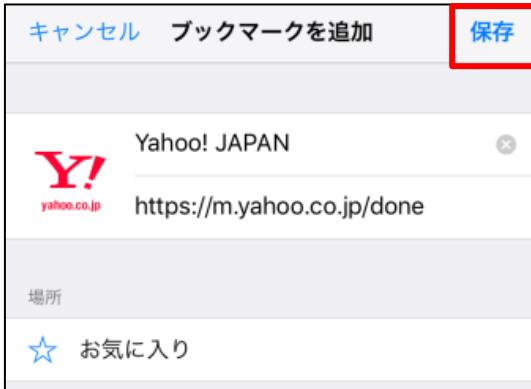 キャンセル ブックマークを追加 保存
Yahoo! JAPAN
Y!
yahoo.co.jp
https://m.yahoo.co.jp/done
場所
お気に入り